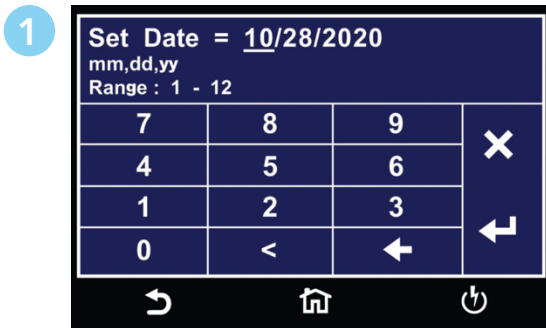 1
Set Date = 10/28/2020
mm,dd,yy
Range : 1 - 12
7 8 9
4 5 6
1 2 3
0 <